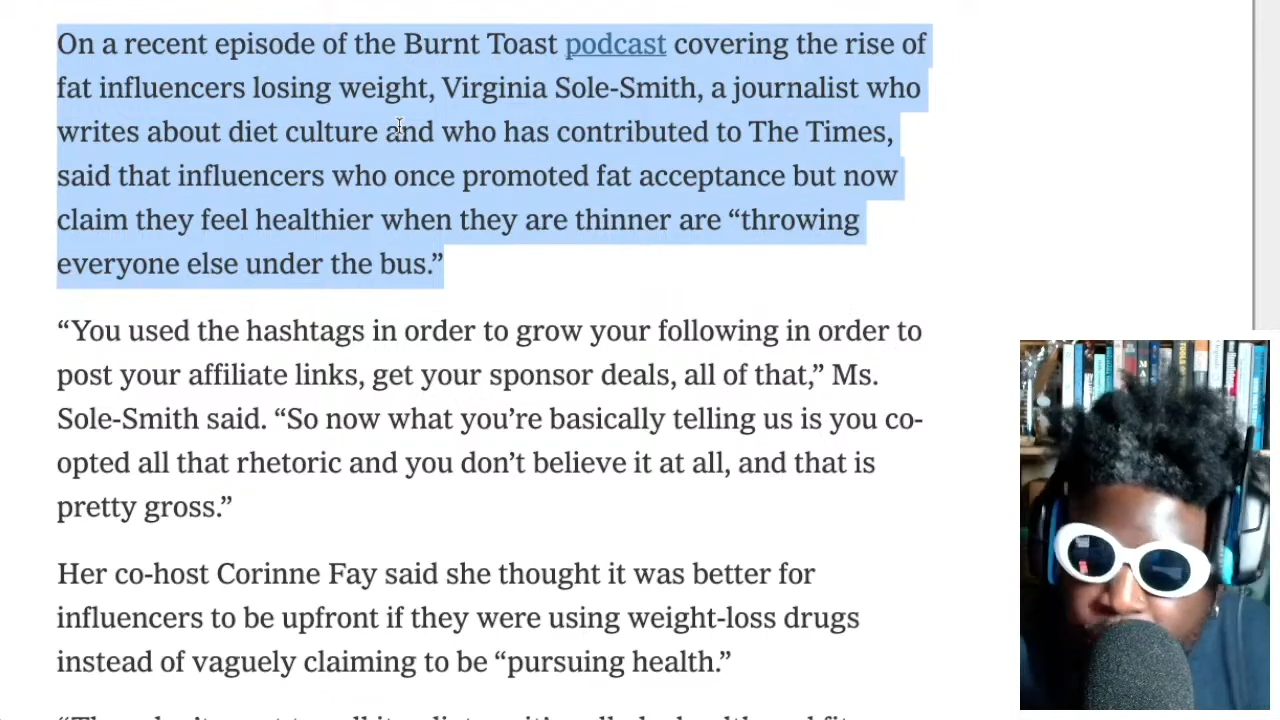 On a recent episode of the Burnt Toast podcast covering the rise of
fat influencers losing weight, Virginia Sole-Smith, a journalist who
writes about diet culture and who has contributed to The Times,
said that influencers who once promoted fat acceptance but now
claim they feel healthier when they are thinner are “throwing
everyone else under the bus.”
“You used the hashtags in order to grow your following in order to
post your affiliate links, get your sponsor deals, all of that,” Ms.
Sole-Smith said. “So now what you’re basically telling us is you co-
opted all that rhetoric and you don’t believe it at all, and that is
pretty gross.”
Her co-host Corinne Fay said she thought it was better for
influencers to be upfront if they were using weight-loss drugs
instead of vaguely claiming to be “pursuing health.”